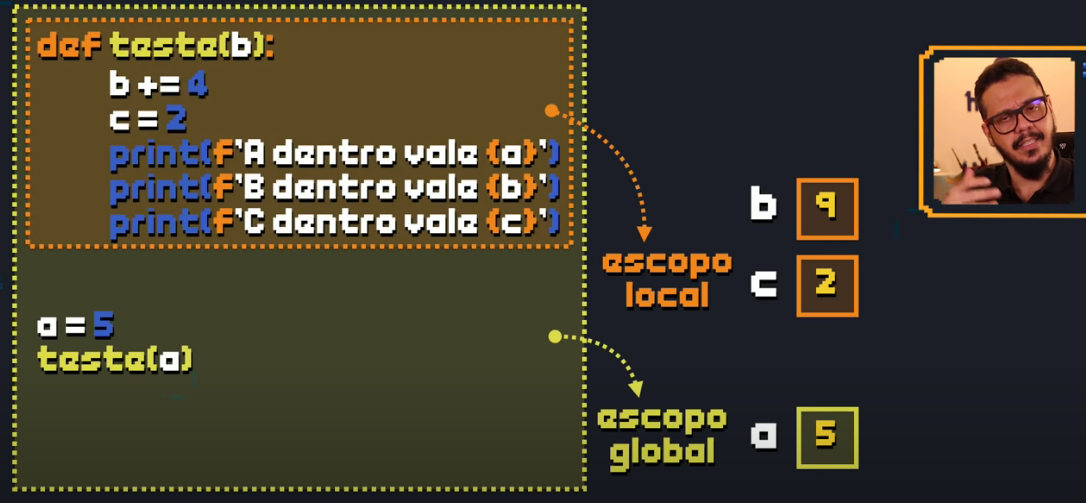 def teste(b):
b += 4
c = 2
print(f'A dentro vale {a}')
print(f'B dentro vale {b}')
print(f'C dentro vale {c}')
a = 5
teste(a)
escopo
local
b 9
c 2
escopo
global
a 5